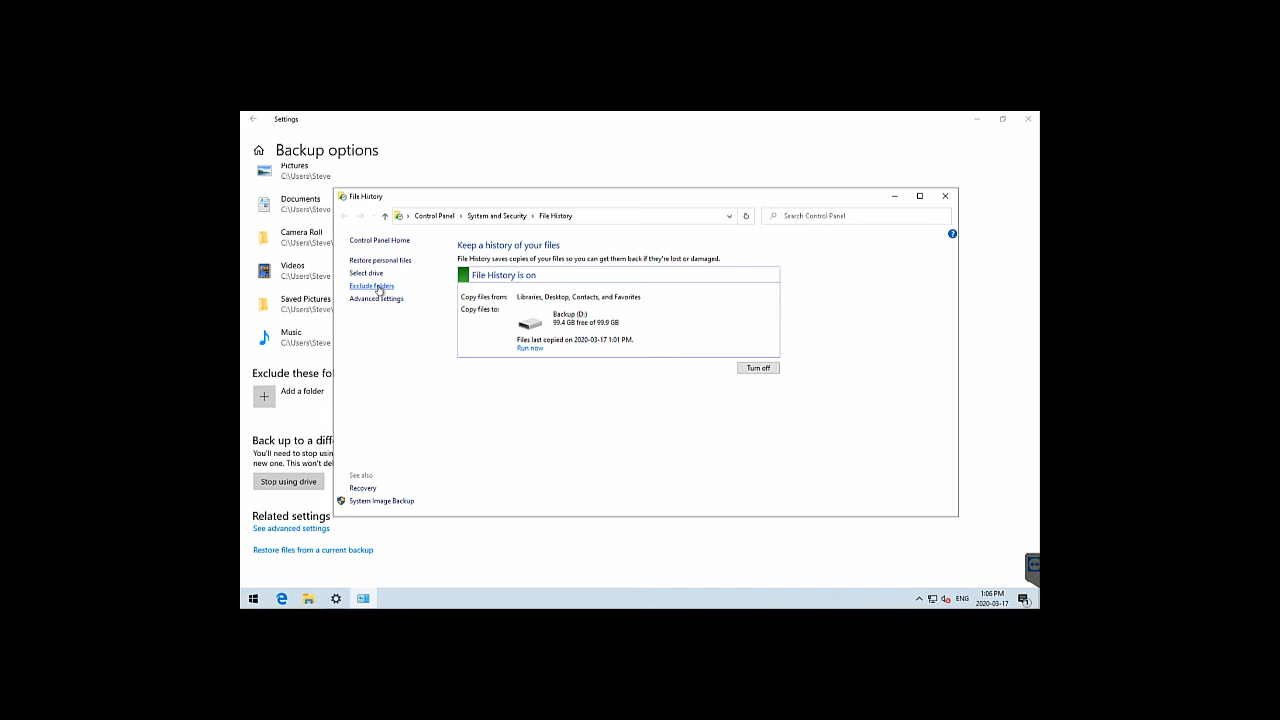 Settings
Backup options
Pictures
C:\Users\Steve
Documents
C:\Users\Steve
Camera Roll
C:\Users\Steve\
Videos
C:\Users\Steve
Saved Pictures
C:\Users\Steve\
Music
C:\Users\Steve
Exclude these fo
Add a folder
Back up to a diff
You'll need to stop usin
new one. This won't del
Stop using drive
Related settings
See advanced settings
Restore files from a current backup
File History
Control Panel > System and Security > File History
Search Control Panel
Control Panel Home
Restore personal files
Select drive
Exclude folders
Advanced settings
See also
Recovery
System Image Backup
Keep a history of your files
File History saves copies of your files so you can get them back if they're lost or damaged.
File History is on
Copy files from: Libraries, Desktop, Contacts, and Favorites
Copy files to: Backup (D:)
99.4 GB free of 99.9 GB
Files last copied on 2020-03-17 1:01 PM.
Run now
Turn off
ENG
1:06 PM
2020-03-17
1